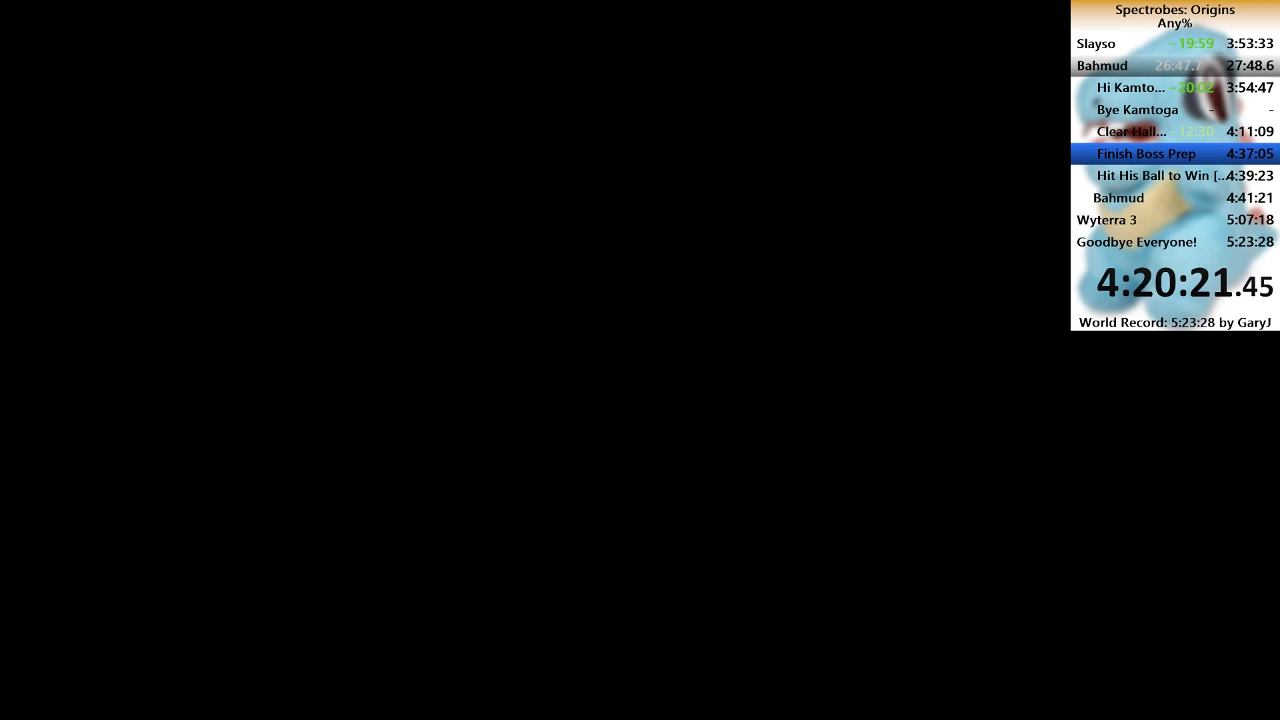 Spectrobes: Origins
Any%
Slayso −19:59 3:53:33
Bahmud 26:47.7 27:48.6
Hi Kamto... −20:02 3:54:47
Bye Kamtoga - -
Clear Hall... −12:30 4:11:09
Finish Boss Prep 4:37:05
Hit His Ball to Win [... 4:39:23
Bahmud 4:41:21
Wyterra 3 5:07:18
Goodbye Everyone! 5:23:28
4:20:21.45
World Record: 5:23:28 by GaryJ